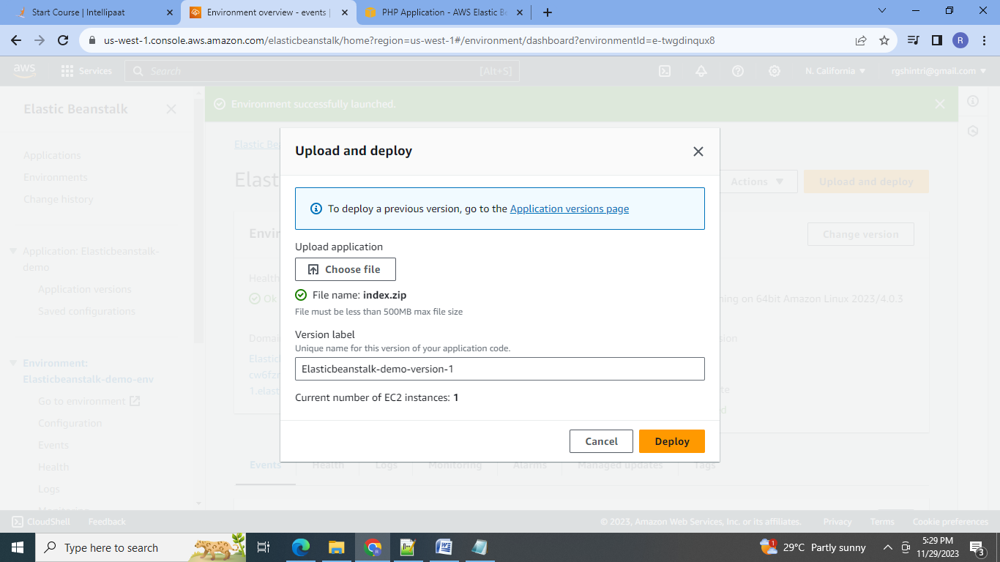 Start Course | Intellipaat
Environment overview - events |
PHP Application - AWS Elastic Be
us-west-1.console.aws.amazon.com/elasticbeanstalk/home?region=us-west-1#/environment/dashboard?environmentId=e-twgdinqux8
R
aws
Services
Search
[Alt+S]
N. California
rgshintri@gmail.com
Elastic Beanstalk
Environment successfully launched.
Applications
Environments
Change history
Application: Elasticbeanstalk-
demo
Application versions
Saved configurations
Environment:
Elasticbeanstalk-demo-env
Go to environment
Configuration
Events
Health
Logs
Monitoring
Elastic Bea
Elast
Actions
Upload and deploy
Envir
Change version
Health
Ok
ning on 64bit Amazon Linux 2023/4.0.3
Domai
sion
Elastic
cw6fzr
1.elast
te
d
Upload and deploy
To deploy a previous version, go to the Application versions page
Upload application
Choose file
File name: index.zip
File must be less than 500MB max file size
Version label
Unique name for this version of your application code.
Elasticbeanstalk-demo-version-1
Current number of EC2 instances: 1
Cancel
Deploy
Events
Health
Logs
Monitoring
Alarms
Managed updates
Tags
CloudShell
Feedback
© 2023, Amazon Web Services, Inc. or its affiliates.
Privacy
Terms
Cookie preferences
Type here to search
1
29°C Partly sunny
5:29 PM
11/29/2023
3